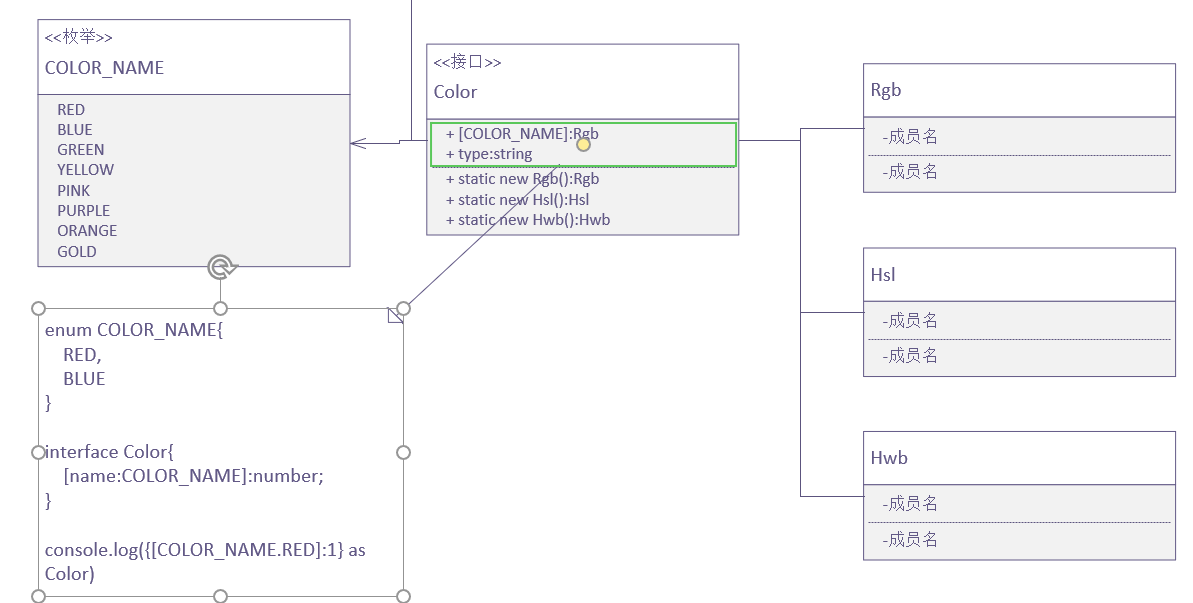 <<枚举>>
COLOR_NAME
RED
BLUE
GREEN
YELLOW
PINK
PURPLE
ORANGE
GOLD
<<接口>>
Color
+ [COLOR_NAME]:Rgb
+ type:string
+ static new Rgb():Rgb
+ static new Hsl():Hsl
+ static new Hwb():Hwb
Rgb
-成员名
-成员名
Hsl
-成员名
-成员名
Hwb
-成员名
-成员名
enum COLOR_NAME{
RED,
BLUE
}
interface Color{
[name:COLOR_NAME]:number;
}
console.log({[COLOR_NAME.RED]:1} as
Color)